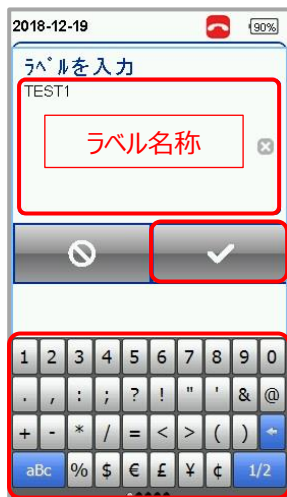 2018-12-19
90%
ﾗﾍﾞﾙを入力
TEST1
ラベル名称
1 2 3 4 5 6 7 8 9 0
. , : ; ? ! " ' & @
+ - * / = < > ( )
aBc % $ € £ ¥ ¢ 1/2